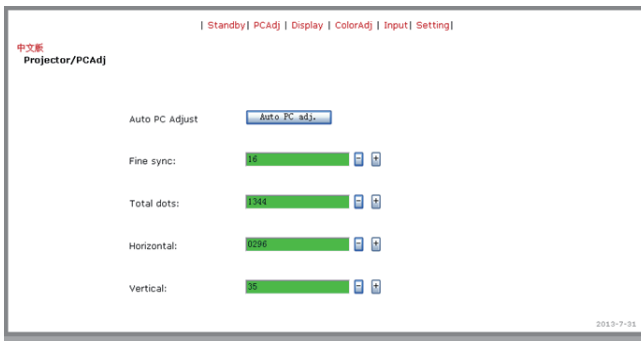 | Standby| PCAdj | Display | ColorAdj | Input| Setting|
中文版
Projector/PCAdj
Auto PC Adjust Auto PC adj.
Fine sync: 16 - +
Total dots: 1344 - +
Horizontal: 0296 - +
Vertical: 35 - +
2013-7-31